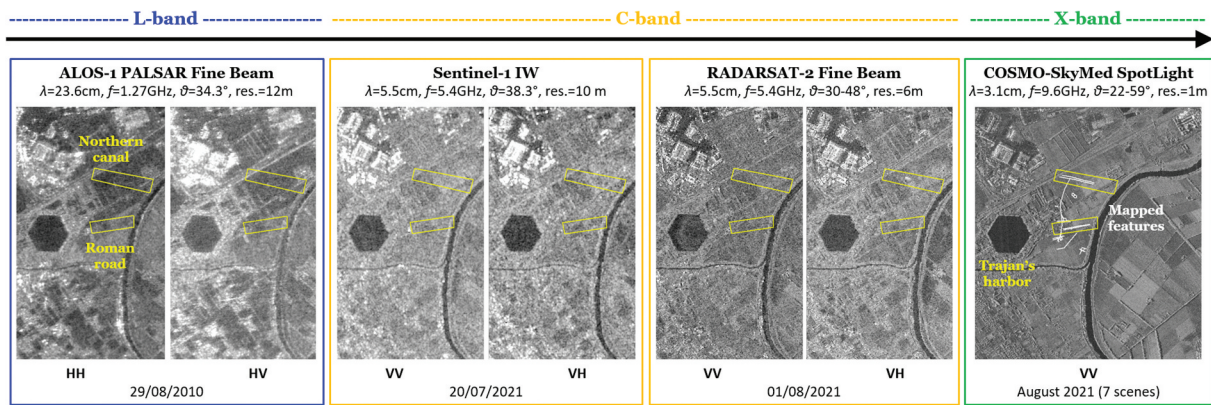 L-band
C-band
X-band
ALOS-1 PALSAR Fine Beam
λ=23.6cm, f=1.27GHz, ϑ=34.3°, res.=12m
Northern
canal
Roman
road
HH
HV
29/08/2010
Sentinel-1 IW
λ=5.5cm, f=5.4GHz, ϑ=38.3°, res.=10 m
VV
VH
20/07/2021
RADARSAT-2 Fine Beam
λ=5.5cm, f=5.4GHz, ϑ=30-48°, res.=6m
VV
VH
01/08/2021
COSMO-SkyMed SpotLight
λ=3.1cm, f=9.6GHz, ϑ=22-59°, res.=1m
Mapped
features
Trajan's
harbor
VV
August 2021 (7 scenes)